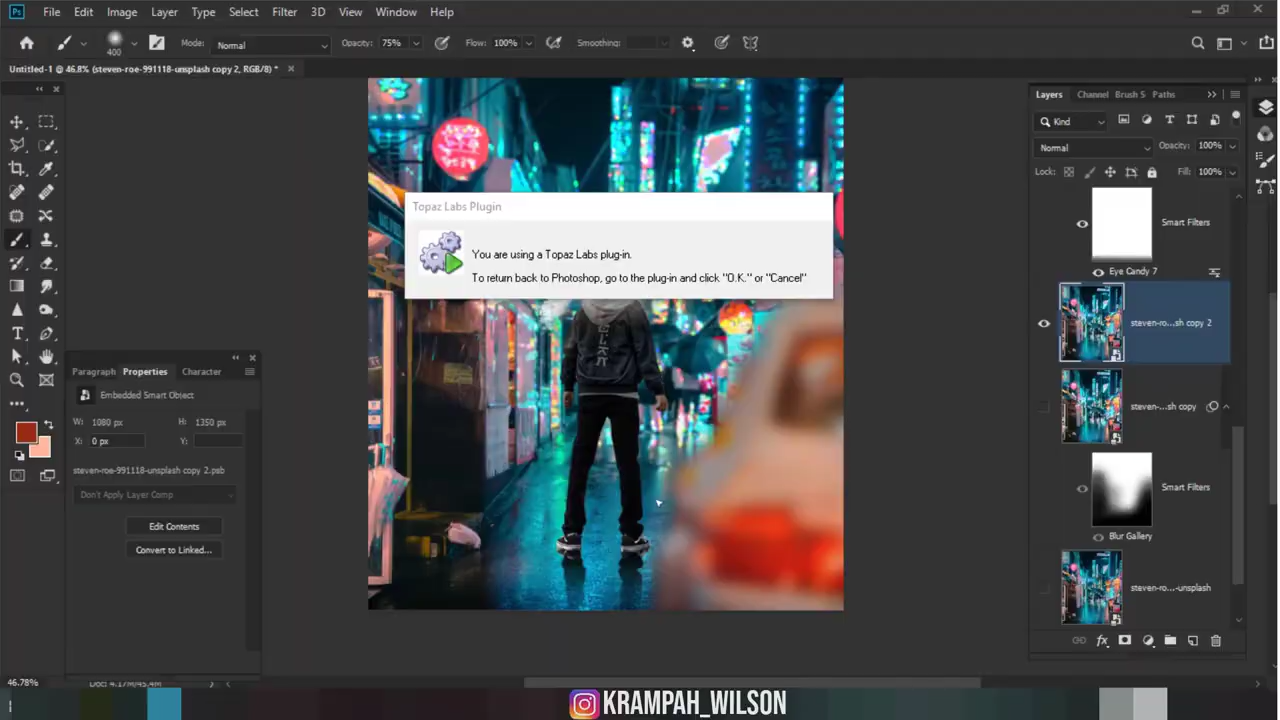 File Edit Image Layer Type Select Filter 3D View Window Help
400 Mode: Normal Opacity: 75% Flow: 100% Smoothing:
Untitled-1 @ 46.8% (steven-roe-991118-unsplash copy 2, RGB/8) *
Topaz Labs Plugin
You are using a Topaz Labs plug-in.
To return back to Photoshop, go to the plug-in and click "O.K." or "Cancel"
Paragraph Properties Character
Embedded Smart Object
W: 1080 px H: 1350 px
X: 0 px Y:
steven-roe-991118-unsplash copy 2.psb
Don't Apply Layer Comp
Edit Contents
Convert to Linked...
Layers Channel Brush S Paths
Kind
Normal Opacity: 100%
Lock: Fill: 100%
Smart Filters
Eye Candy 7
steven-ro...sh copy 2
steven-...sh copy
Smart Filters
Blur Gallery
steven-ro...-unsplash
fx
46.78% Doc: 4.17M/45.4M
KRAMPAH_WILSON